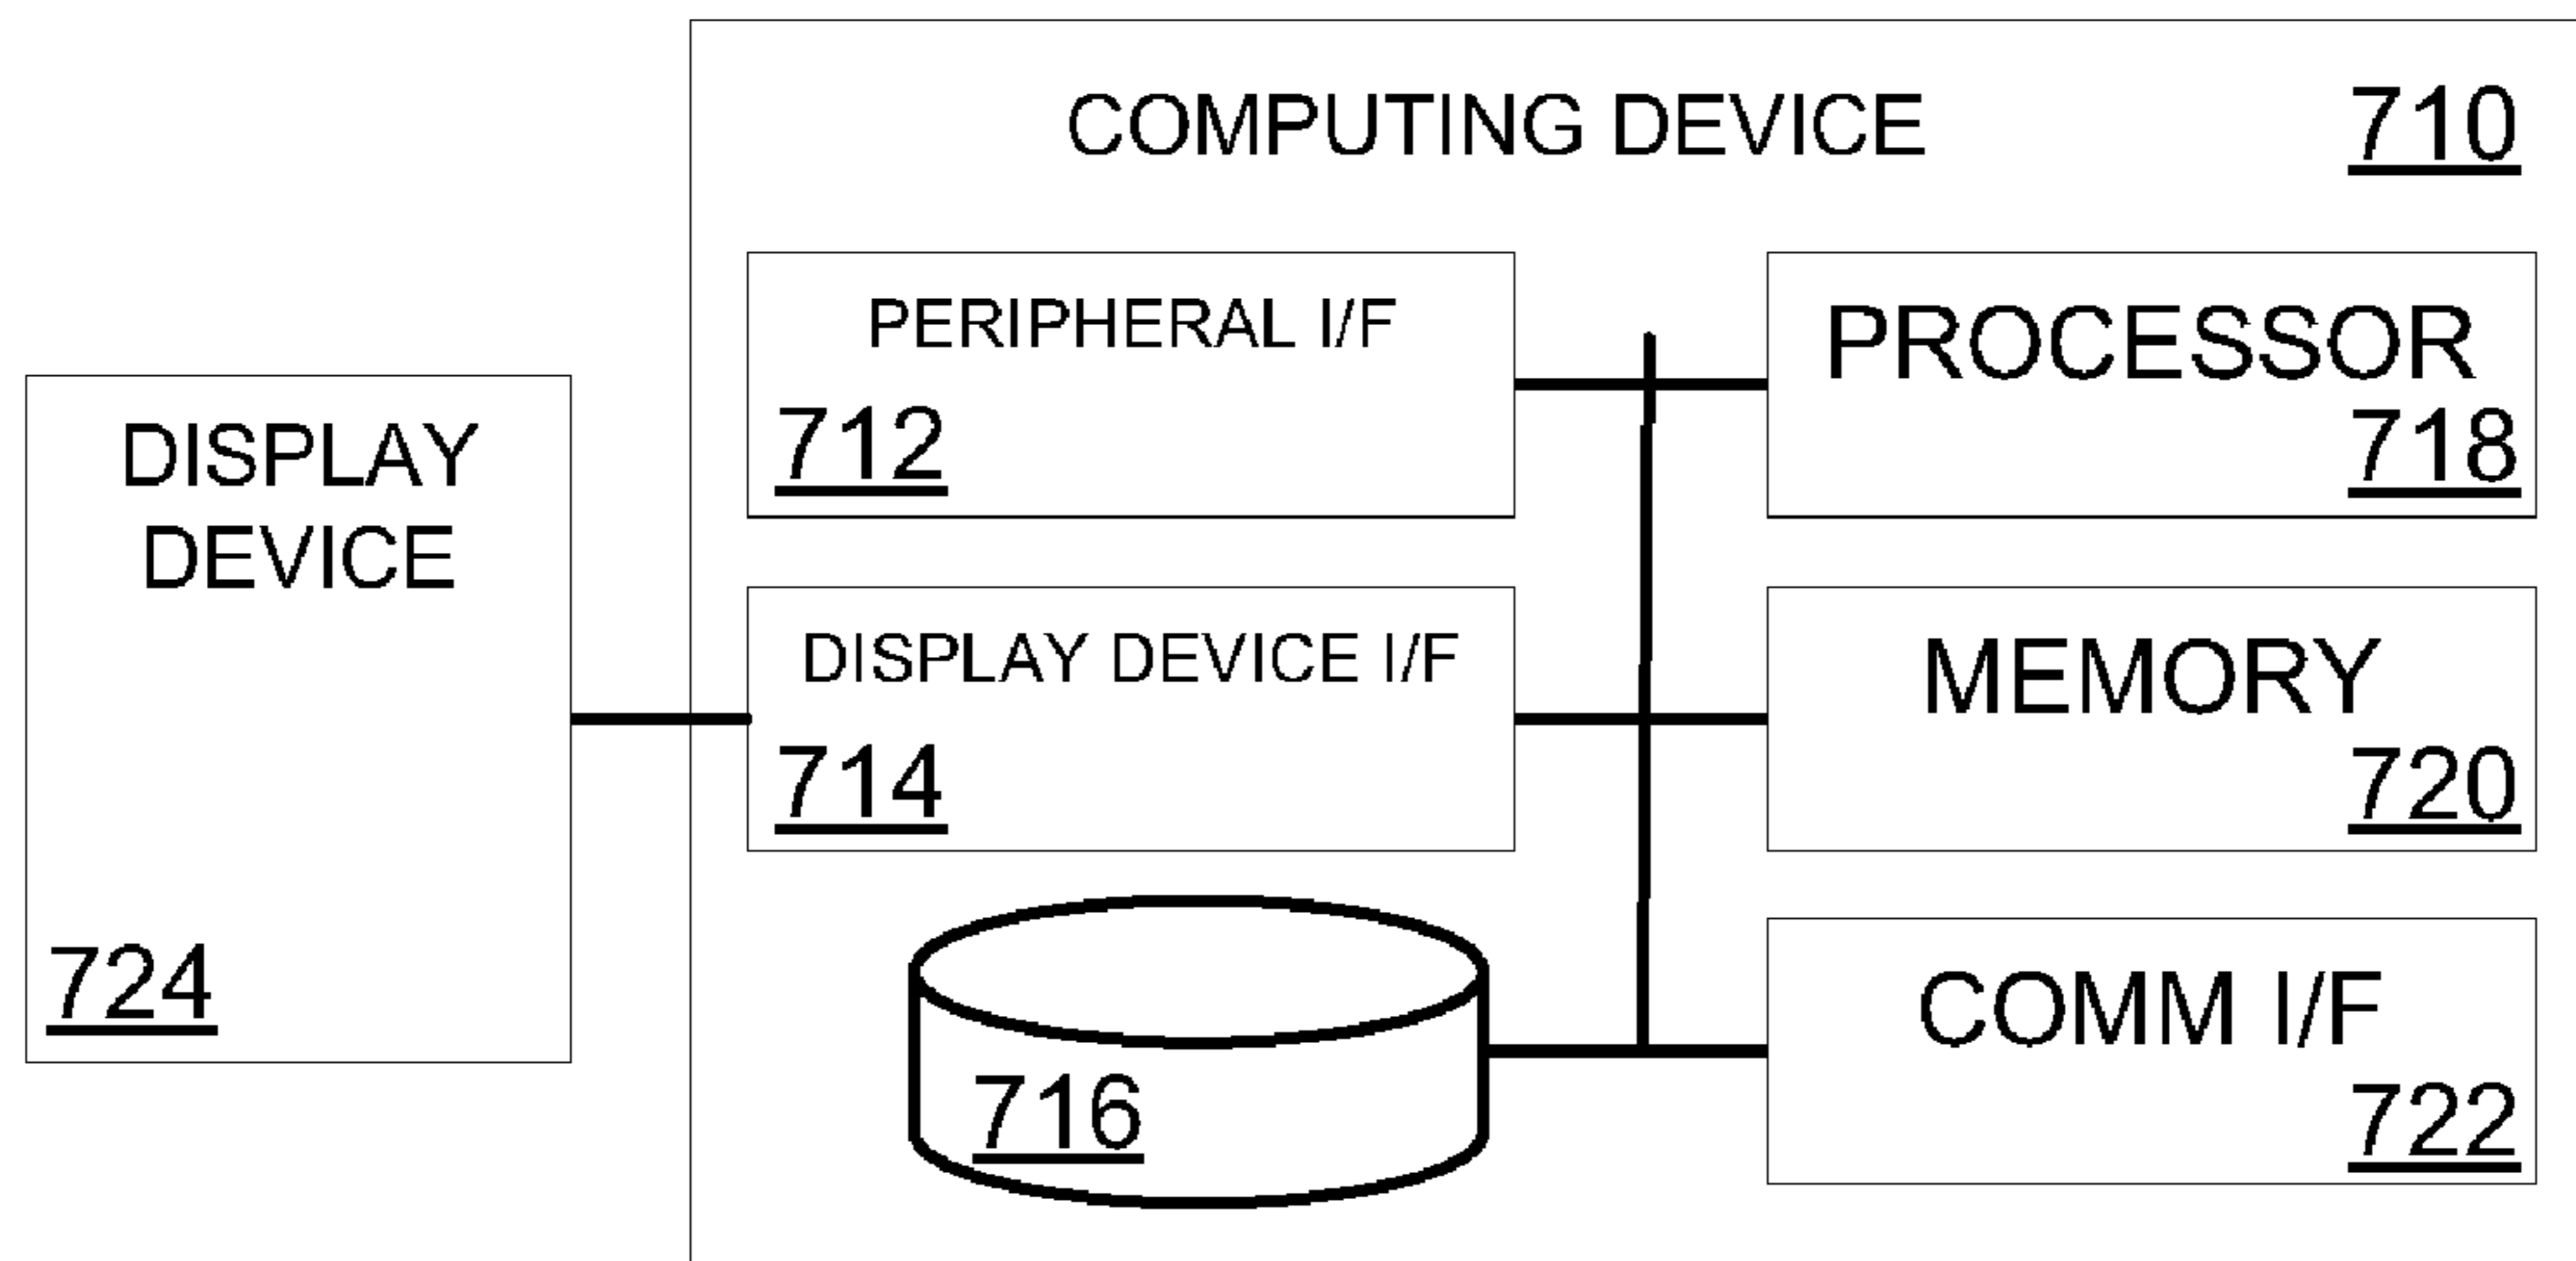 COMPUTING DEVICE
710
PERIPHERAL I/F
712
PROCESSOR
718
DISPLAY
DEVICE
724
DISPLAY DEVICE I/F
714
MEMORY
720
716
COMM I/F
722